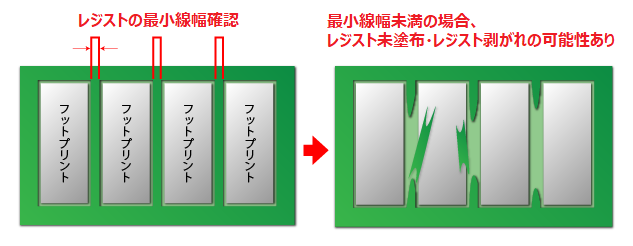 レジストの最小線幅確認
フットプリント
フットプリント
フットプリント
フットプリント
最小線幅未満の場合、
レジスト未塗布・レジスト剥がれの可能性あり